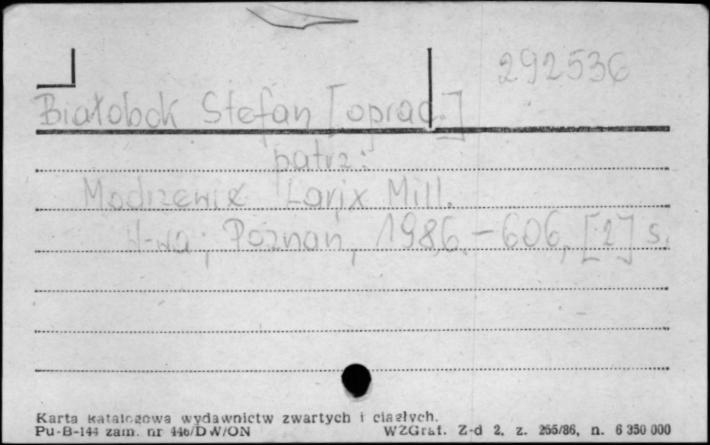 292536
Białobok Stefan [oprac.]
patrz:
Modrzewie Larix Mill.
W-wa; Poznań, 1986. - 606, [2] s.
Karta katalogowa wydawnictw zwartych i ciągłych.
Pu-B-144 zam. nr 446/DW/ON WZGraf. Z-d 2, z. 255/86, n. 6 350 000